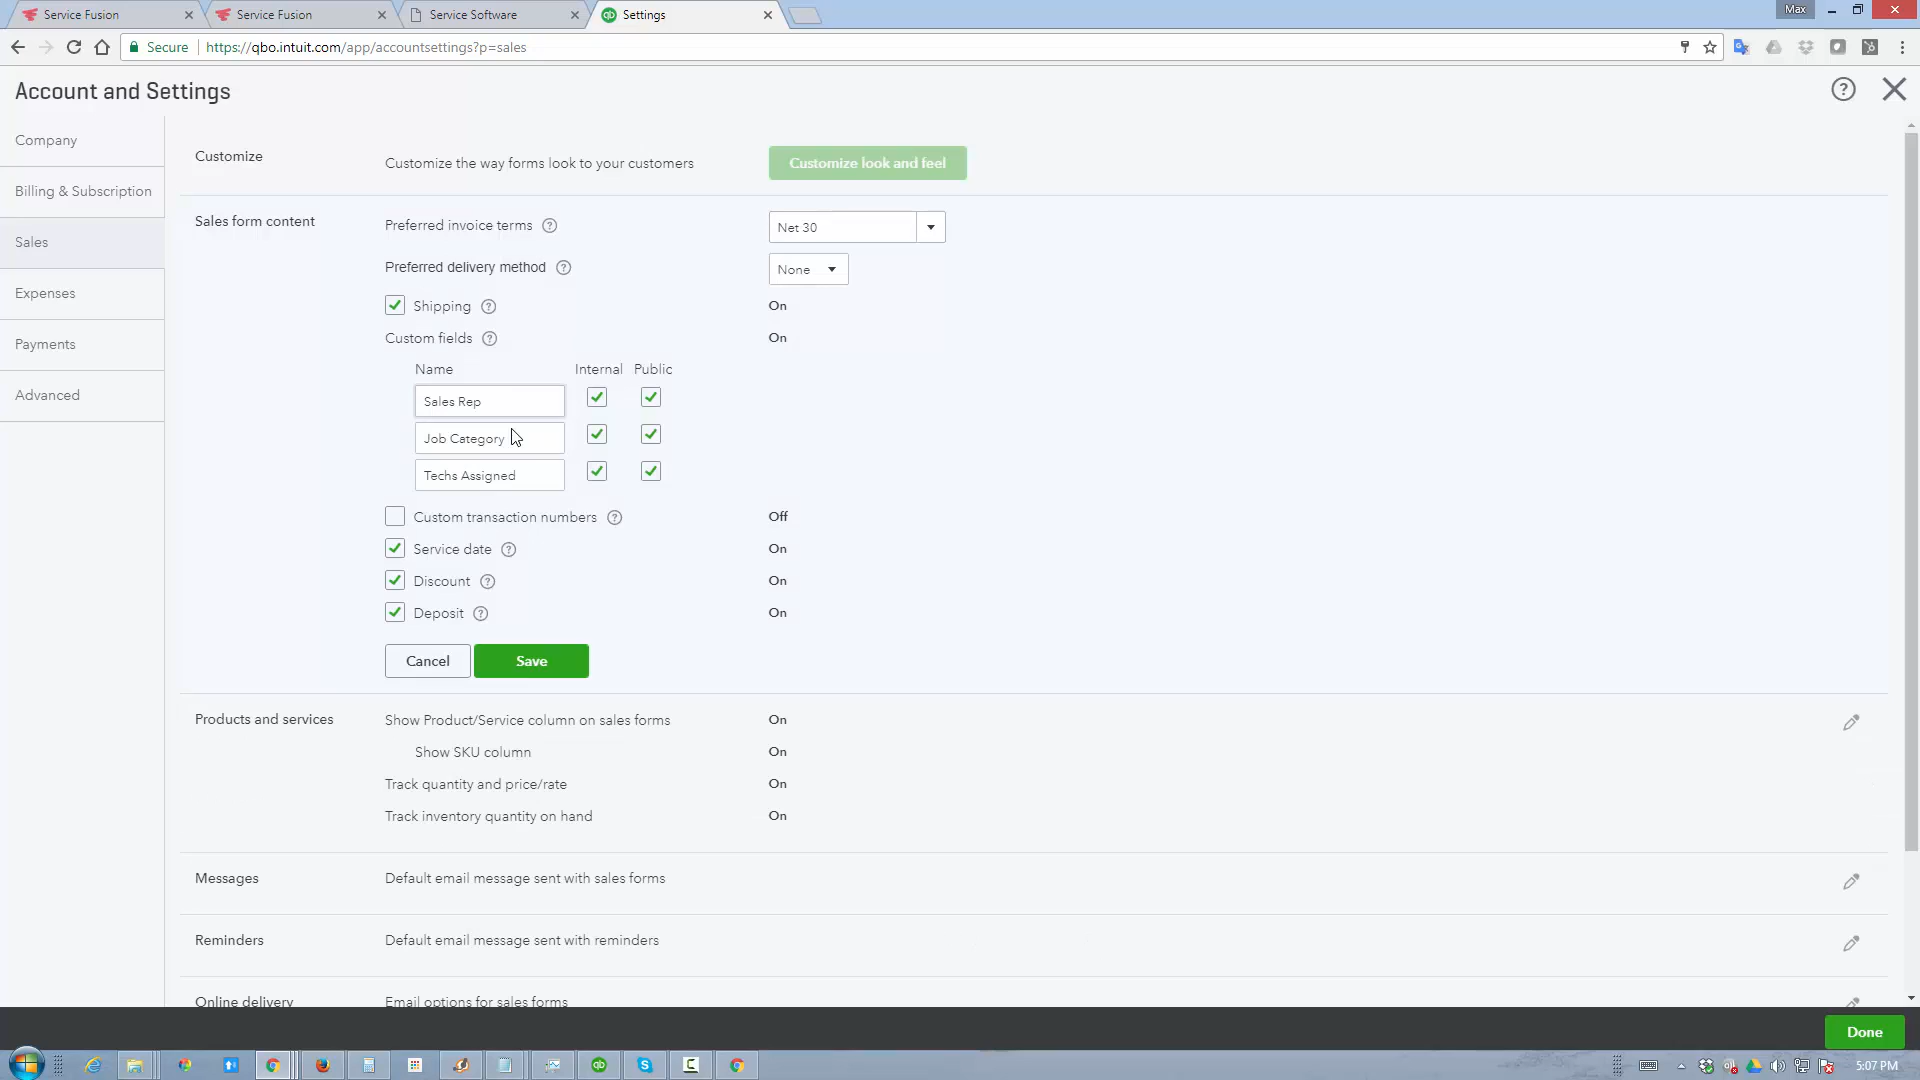 Service Fusion
Service Fusion
Service Software
Settings
Max
Secure
https://qbo.intuit.com/app/accountsettings?p=sales
Account and Settings
Company
Billing & Subscription
Sales
Expenses
Payments
Advanced
Customize
Customize the way forms look to your customers
Customize look and feel
Sales form content
Preferred invoice terms
Net 30
Preferred delivery method
None
Shipping
On
Custom fields
On
Name Internal Public
Sales Rep
Job Category
Techs Assigned
Custom transaction numbers
Off
Service date
On
Discount
On
Deposit
On
Cancel
Save
Products and services
Show Product/Service column on sales forms
On
Show SKU column
On
Track quantity and price/rate
On
Track inventory quantity on hand
On
Messages
Default email message sent with sales forms
Reminders
Default email message sent with reminders
Online delivery
Email options for sales forms
Done
5:07 PM